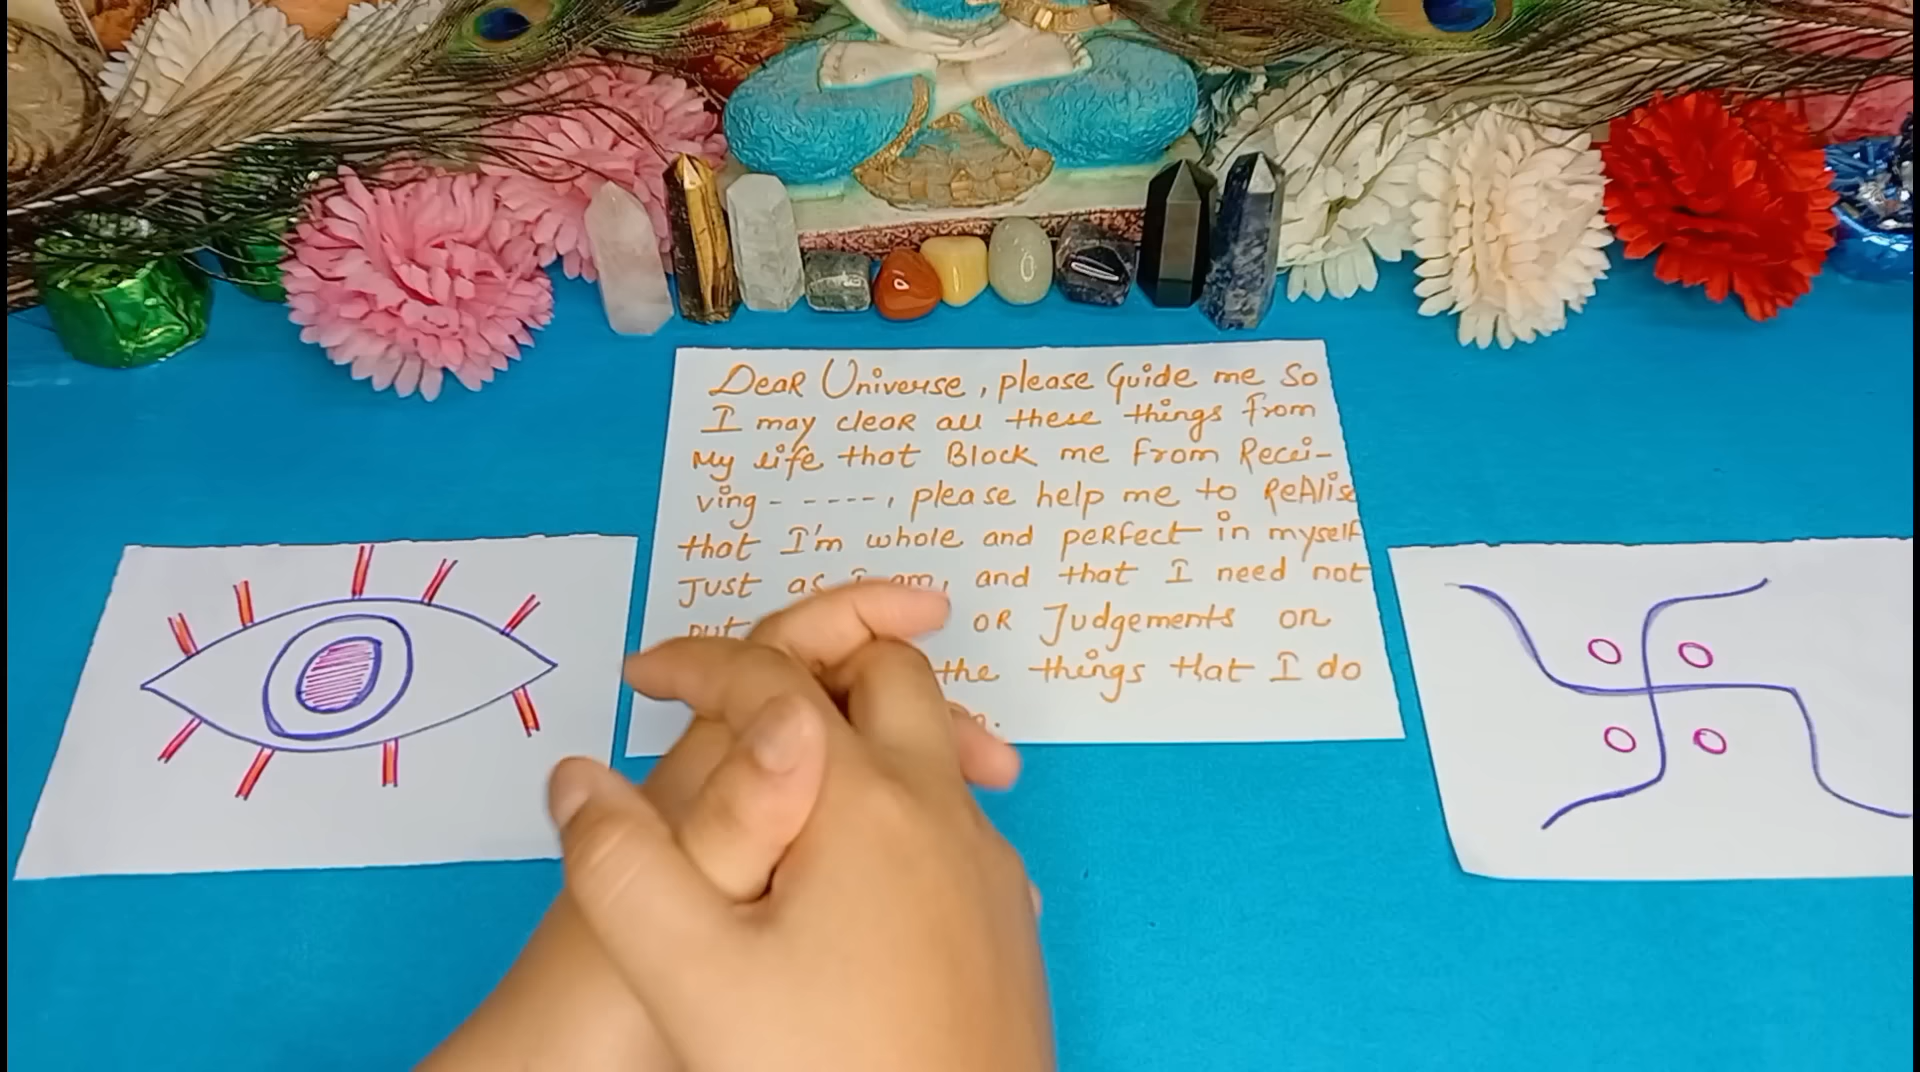 Dear Universe, please Guide me so
I may clear all these things from
My life that Block me from Recei-
ving - - - - -, please help me to ReAlise
that I'm whole and perfect in myself
Just as I am, and that I need not
put OR Judgements on
the things that I do